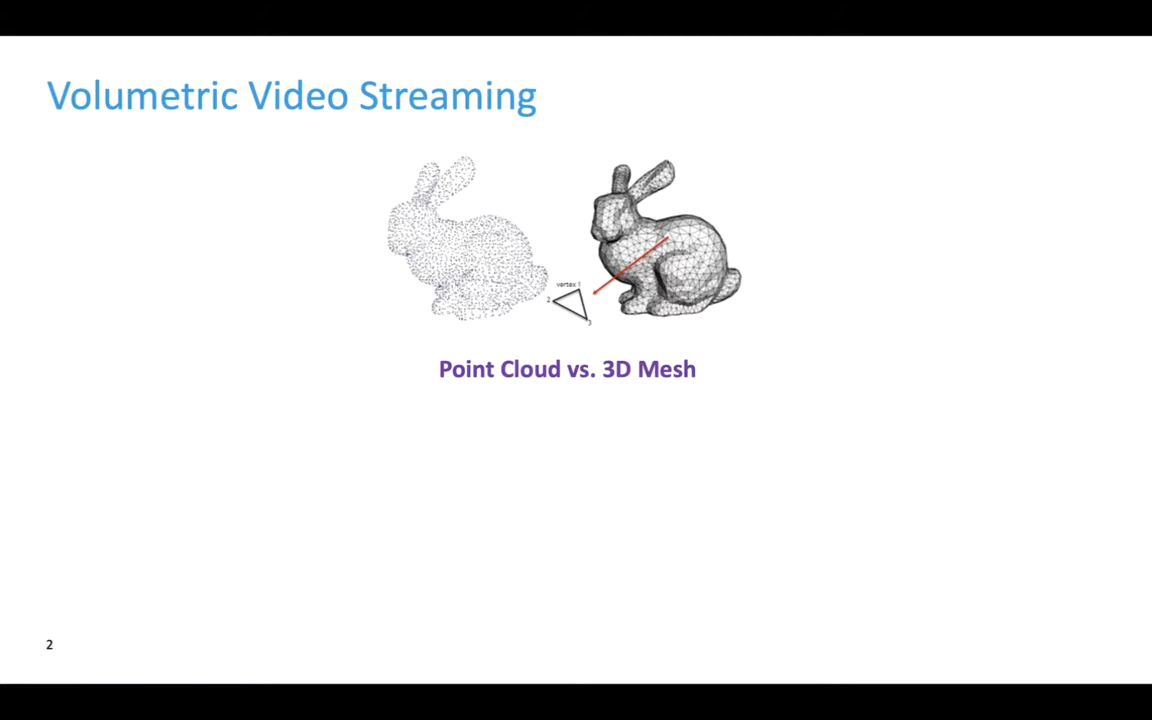 Volumetric Video Streaming
vertex 1
2
3
Point Cloud vs. 3D Mesh
2